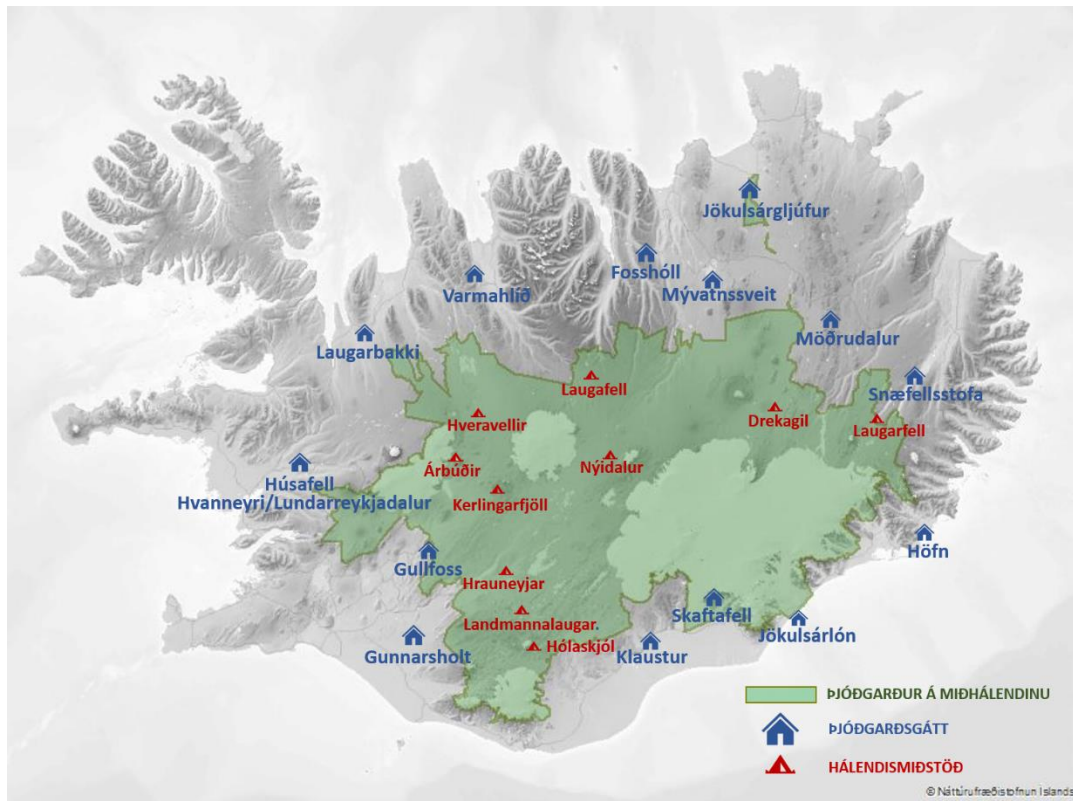 Jökulsárgljúfur
Fosshóll
Mývatnssveit
Varmahlíð
Möðrudalur
Laugarbakki
Snæfellsstofa
Laugafell
Drekagil
Laugarfell
Hveravellir
Árbúðir
Nýidalur
Húsafell
Hvanneyri/Lundarreykjadalur
Kerlingarfjöll
Höfn
Gullfoss
Hrauneyjar
Skaftafell
Landmannalaugar.
Jökulsárlón
Hólaskjól
Gunnarsholt
Klaustur
ÞJÓÐGARÐUR Á MIÐHÁLENDINU
ÞJÓÐGARÐSGÁTT
HÁLENDISMIÐSTÖÐ
© Náttúrufræðistofnun Íslands